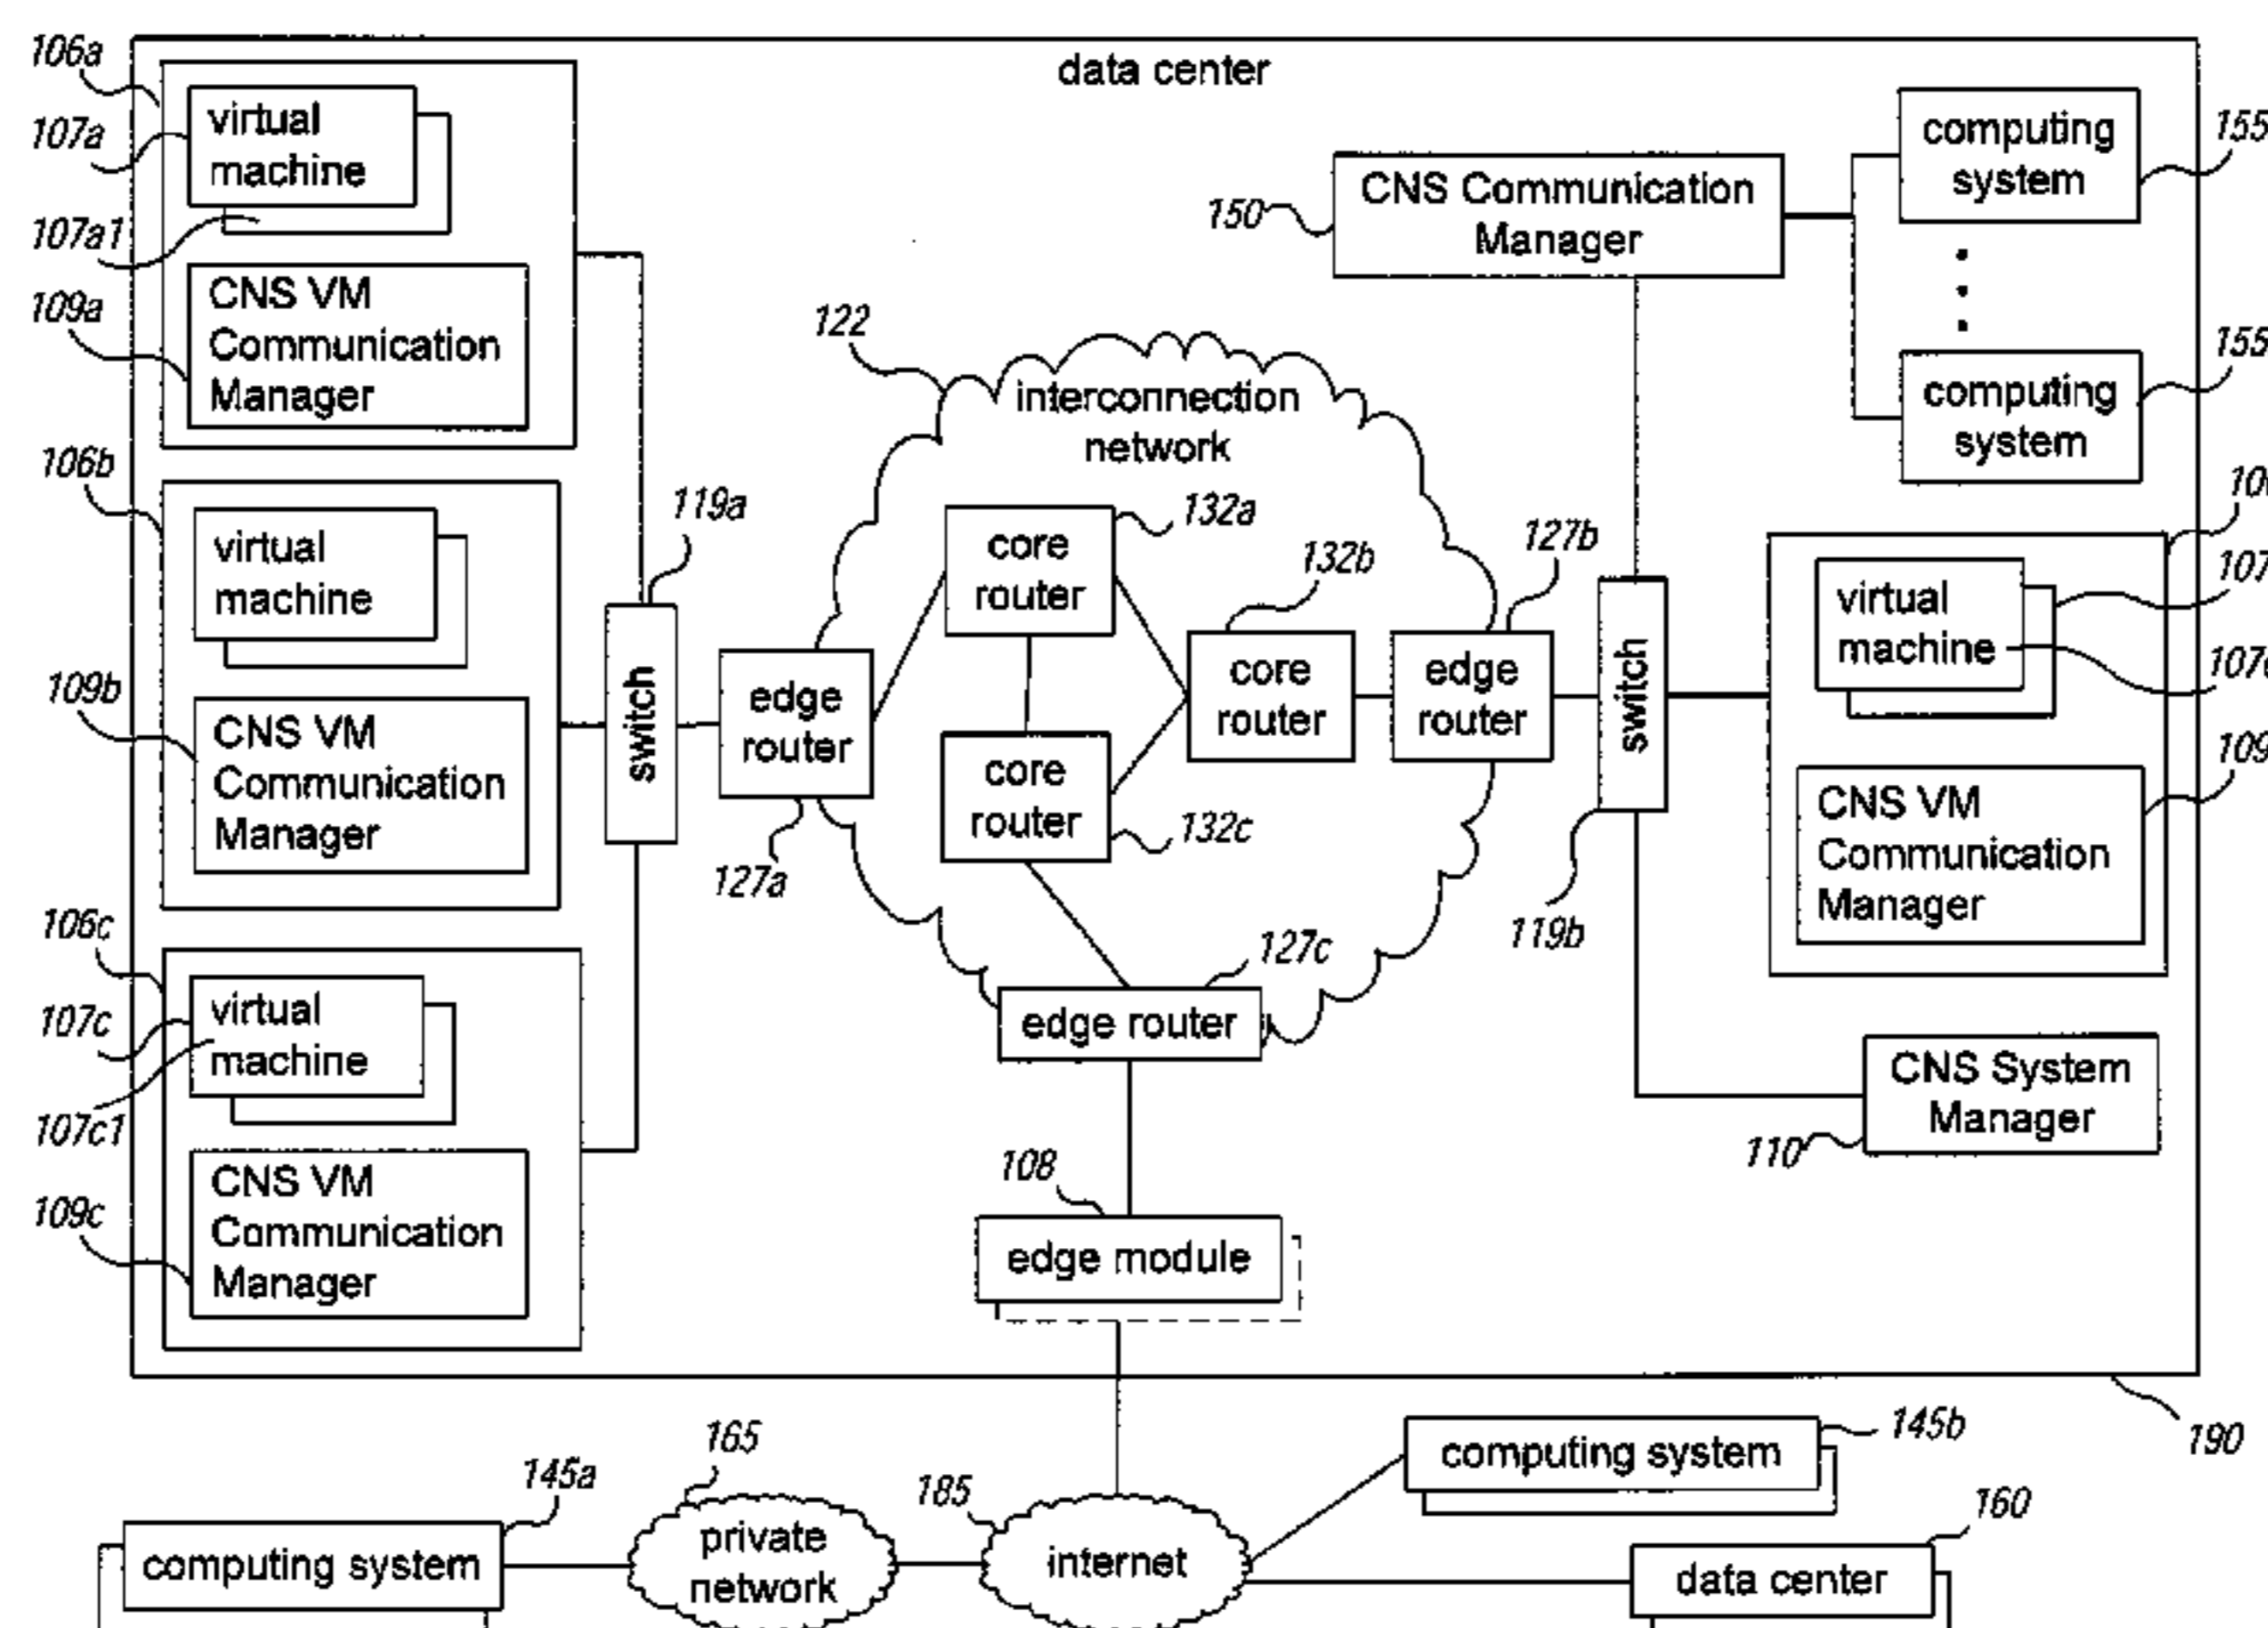 data center
106a
107a
virtual
machine
107a1
109a
CNS VM
Communication
Manager
106b
virtual
machine
109b
CNS VM
Communication
Manager
106c
107c
virtual
machine
107c1
109c
CNS VM
Communication
Manager
119a
switch
122
interconnection
network
edge
router
127a
core
router
132a
core
router
132b
core
router
132c
edge
router
127b
edge router
127c
switch
119b
150
CNS Communication
Manager
computing
system
155
computing
system
155
virtual
machine
CNS VM
Communication
Manager
CNS System
Manager
110
108
edge module
190
145a
computing system
165
private
network
185
internet
145b
computing system
160
data center